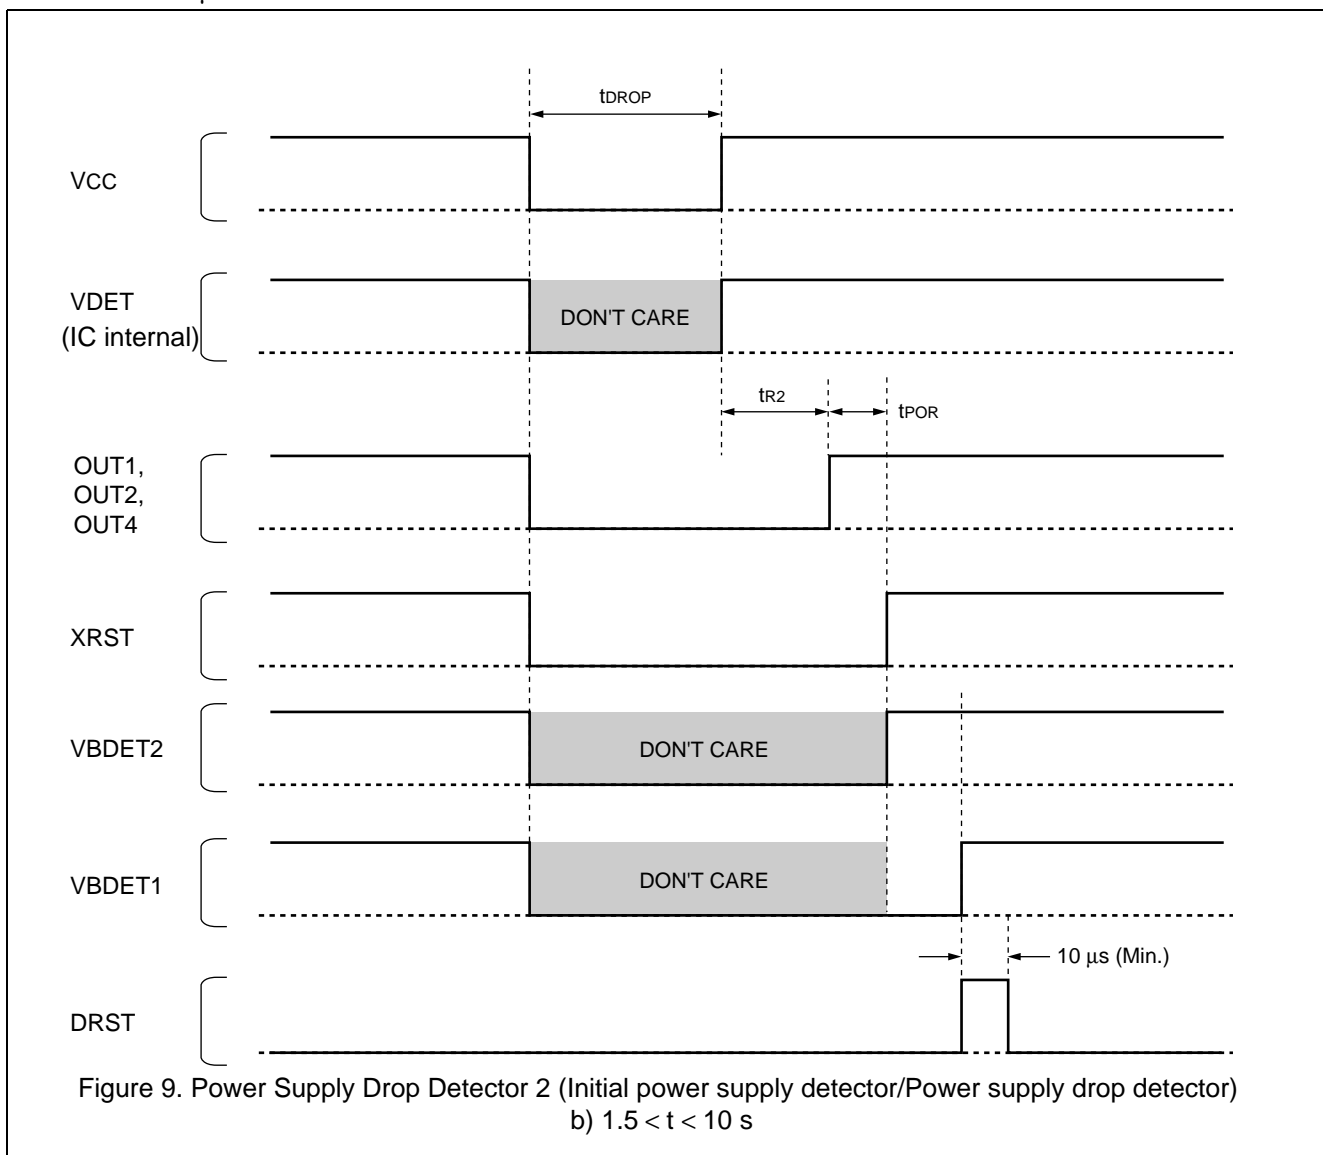 tDROP
VCC
VDET
(IC internal)
DON'T CARE
tR2
tPOR
OUT1,
OUT2,
OUT4
XRST
VBDET2
DON'T CARE
VBDET1
DON'T CARE
10 µs (Min.)
DRST
Figure 9. Power Supply Drop Detector 2 (Initial power supply detector/Power supply drop detector)
b) 1.5 < t < 10 s